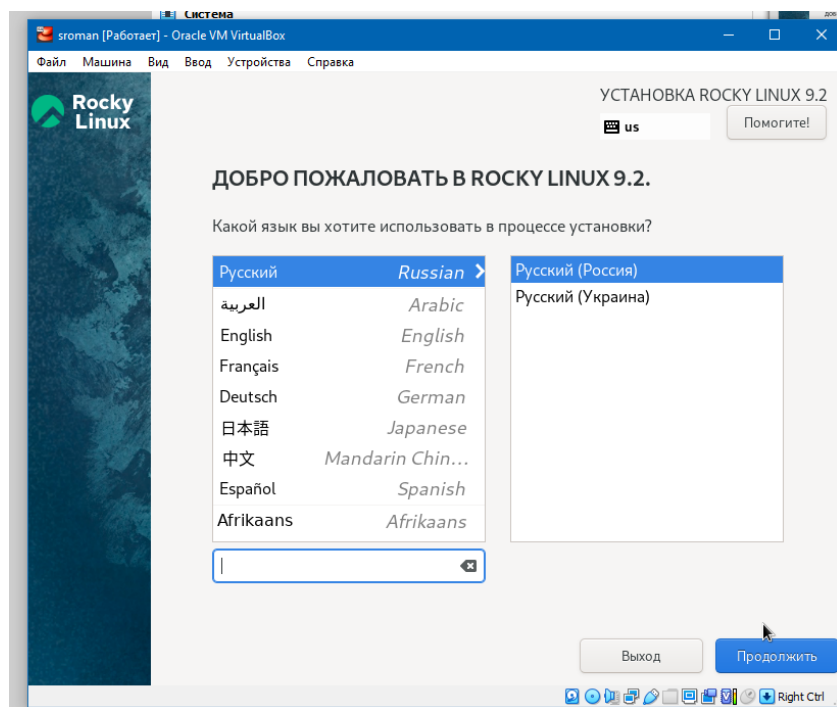 Система
sroman [Работает] - Oracle VM VirtualBox
Файл Машина Вид Ввод Устройства Справка
Rocky
Linux
УСТАНОВКА ROCKY LINUX 9.2
us
Помогите!
ДОБРО ПОЖАЛОВАТЬ В ROCKY LINUX 9.2.
Какой язык вы хотите использовать в процессе установки?
Русский Russian
العربية Arabic
English English
Français French
Deutsch German
日本語 Japanese
中文 Mandarin Chin...
Español Spanish
Afrikaans Afrikaans
Русский (Россия)
Русский (Украина)
Выход
Продолжить
Right Ctrl